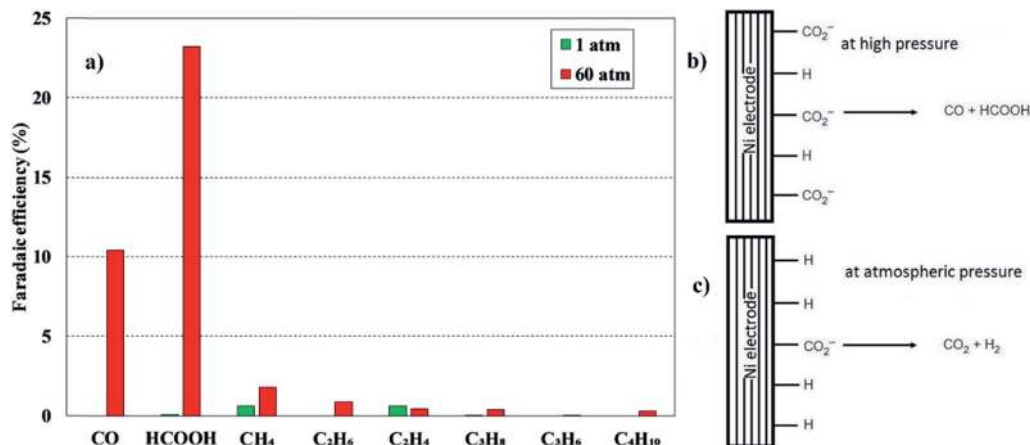 25
20
15
10
5
0
Faradaic efficiency (%)
a)
1 atm
60 atm
CO HCOOH CH₄ C₂H₆ C₂H₄ C₃H₈ C₃H₆ C₄H₁₀
b)
Ni electrode
at high pressure
CO₂⁻
H
CO₂⁻
H
CO₂⁻
CO + HCOOH
c)
Ni electrode
at atmospheric pressure
H
H
CO₂⁻
H
H
CO₂ + H₂